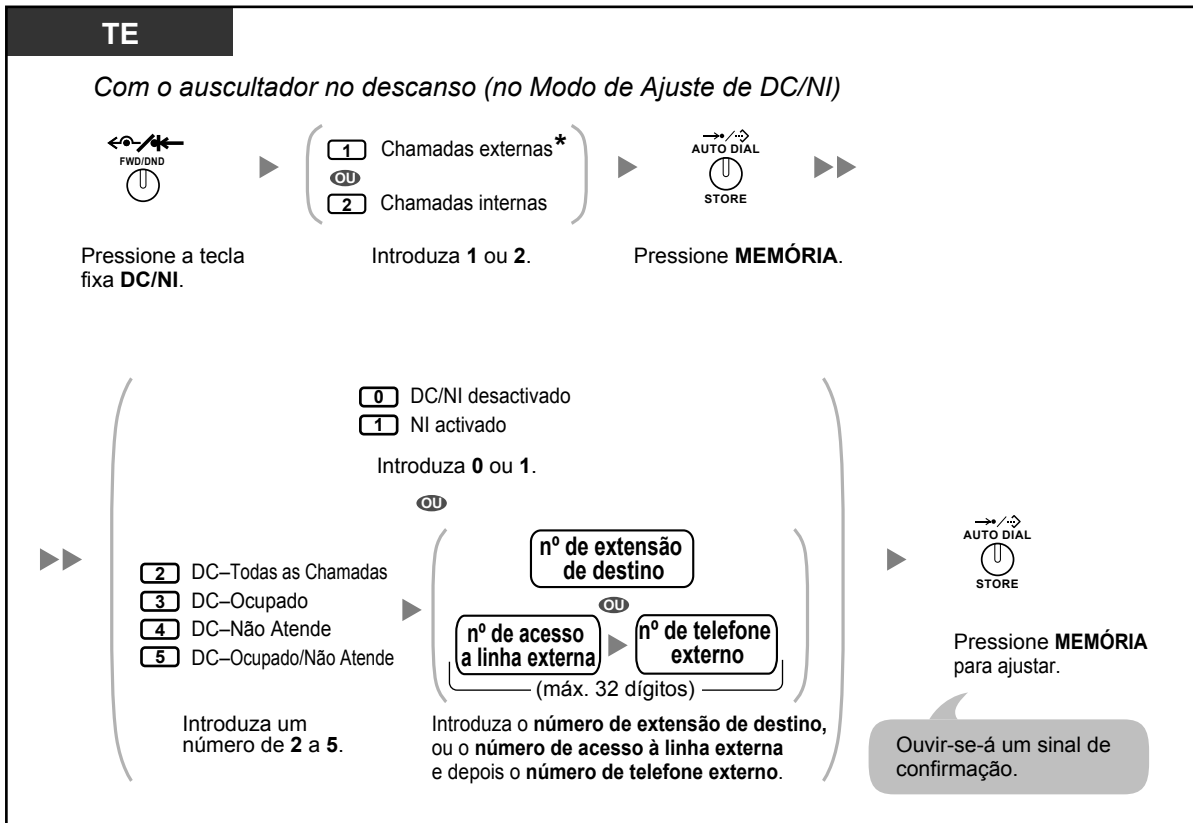 TE
Com o auscultador no descanso (no Modo de Ajuste de DC/NI)
FWD/DND
1 Chamadas externas*
OU
2 Chamadas internas
AUTO DIAL
STORE
Pressione a tecla
fixa DC/NI.
Introduza 1 ou 2.
Pressione MEMÓRIA.
0 DC/NI desactivado
1 NI activado
Introduza 0 ou 1.
OU
2 DC–Todas as Chamadas
3 DC–Ocupado
4 DC–Não Atende
5 DC–Ocupado/Não Atende
Introduza um
número de 2 a 5.
nº de extensão
de destino
OU
nº de acesso
a linha externa
nº de telefone
externo
(máx. 32 dígitos)
Introduza o número de extensão de destino,
ou o número de acesso à linha externa
e depois o número de telefone externo.
AUTO DIAL
STORE
Pressione MEMÓRIA
para ajustar.
Ouvir-se-á um sinal de
confirmação.